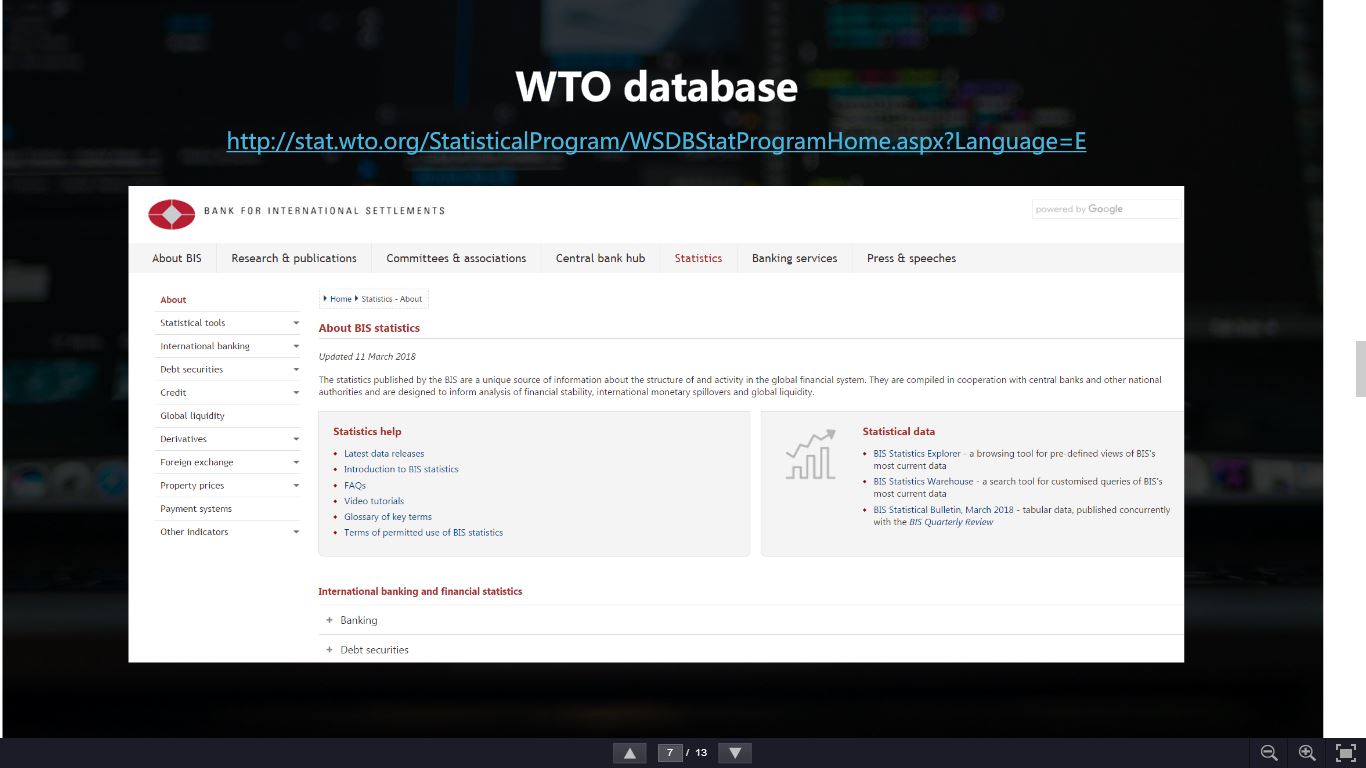 WTO database
http://stat.wto.org/StatisticalProgram/WSDBStatProgramHome.aspx?Language=E
BANK FOR INTERNATIONAL SETTLEMENTS
powered by Google
About BIS
Research & publications
Committees & associations
Central bank hub
Statistics
Banking services
Press & speeches
About
Statistical tools
International banking
Debt securities
Credit
Global liquidity
Derivatives
Foreign exchange
Property prices
Payment systems
Other indicators
Home Statistics - About
About BIS statistics
Updated 11 March 2018
The statistics published by the BIS are a unique source of information about the structure of and activity in the global financial system. They are compiled in cooperation with central banks and other national
authorities and are designed to inform analysis of financial stability, international monetary spillovers and global liquidity.
Statistics help
Latest data releases
Introduction to BIS statistics
FAQs
Video tutorials
Glossary of key terms
Terms of permitted use of BIS statistics
Statistical data
BIS Statistics Explorer - a browsing tool for pre-defined views of BIS's
most current data
BIS Statistics Warehouse - a search tool for customised queries of BIS's
most current data
BIS Statistical Bulletin, March 2018 - tabular data, published concurrently
with the BIS Quarterly Review
International banking and financial statistics
+ Banking
+ Debt securities
7 / 13